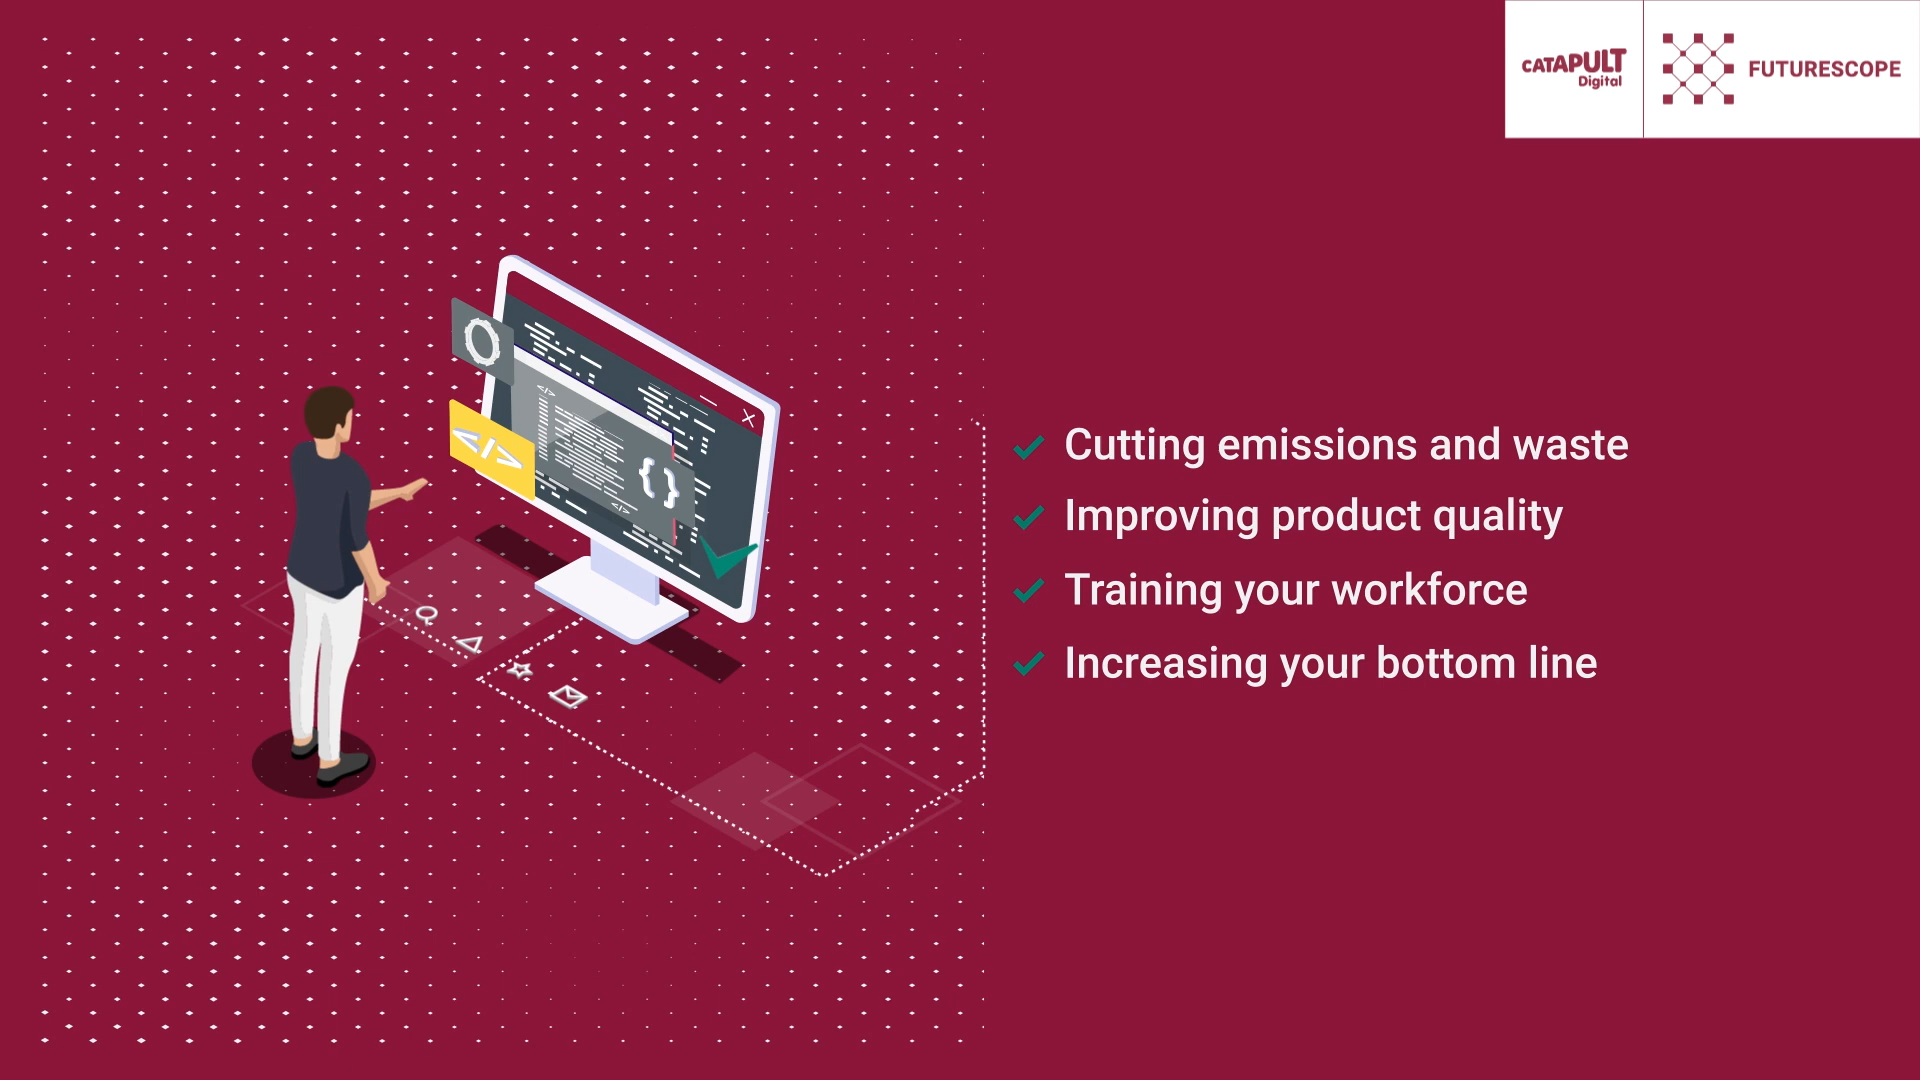 CATAPULT
Digital
FUTURESCOPE
</>
{}
</>
</>
Cutting emissions and waste
Improving product quality
Training your workforce
Increasing your bottom line